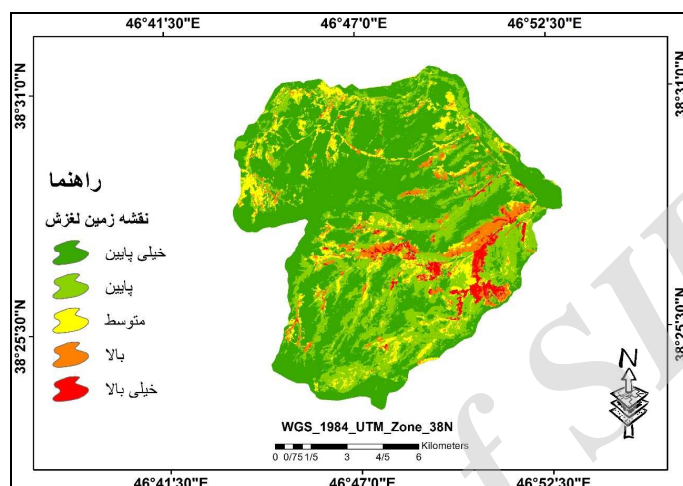 46°41'30"E 46°47'0"E 46°52'30"E
38°31'0"N
38°31'0"N
راهنما
نقشه زمین لغزش
خیلی پایین
پایین
متوسط
بالا
خیلی بالا
38°25'30"N
38°25'30"N
N
WGS_1984_UTM_Zone_38N
Kilometers
0 0/75 1/5 3 4/5 6
46°41'30"E 46°47'0"E 46°52'30"E
of SI